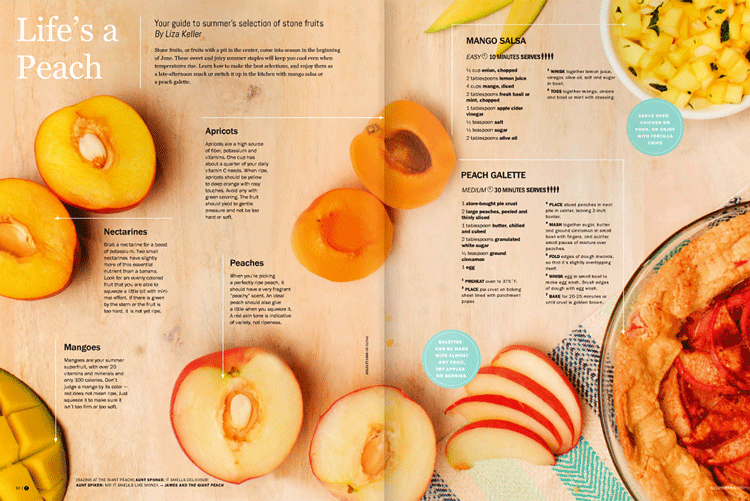 Life's a
Peach
Your guide to summer's selection of stone fruits
By Liza Keller
Stone fruits, or fruits with a pit in the center, come into season in the beginning
of June. These sweet and juicy summer staples will keep you cool even when
temperatures rise. Learn how to make the best selections, and enjoy them as
a late-afternoon snack or switch it up in the kitchen with mango salsa or
a peach galette.
Apricots
Apricots are a high source
of fiber, potassium and
vitamins. One cup has
about a quarter of your daily
vitamin C needs. When ripe,
apricots should be yellow
to deep orange with rosy
touches. Avoid any with
green coloring. The fruit
should yield to gentle
pressure and not be too
hard or soft.
Nectarines
Grab a nectarine for a boost
of potassium. Two small
nectarines have slightly
more of this essential
nutrient than a banana.
Look for an evenly colored
fruit that you are able to
squeeze a little bit with min-
imal effort. If there is green
by the stem or the fruit is
too hard, it is not yet ripe.
Peaches
When you're picking
a perfectly ripe peach, it
should have a very fragrant
"peachy" scent. An ideal
peach should also give
a little when you squeeze it.
A red skin tone is indicative
of variety, not ripeness.
Mangoes
Mangoes are your summer
superfruit, with over 20
vitamins and minerals and
only 100 calories. Don't
judge a mango by its color —
red does not mean ripe. Just
squeeze it to make sure it
isn't too firm or too soft.
[GAZING AT THE GIANT PEACH] AUNT SPONGE: IT SMELLS DELICIOUS!
AUNT SPIKER: NO! IT SMELLS LIKE MONEY. — JAMES AND THE GIANT PEACH
MANGO SALSA
EASY 10 MINUTES SERVES
½ cup onion, chopped
2 tablespoons lemon juice
4 cups mango, diced
2 tablespoons fresh basil or
mint, chopped
1 tablespoon apple cider
vinegar
¼ teaspoon salt
½ teaspoon sugar
2 tablespoons olive oil
1 WHISK together lemon juice,
vinegar, olive oil, salt and sugar
in bowl.
2 TOSS together mango, onions
and basil or mint with dressing.
SERVE OVER
CHICKEN OR
PORK, OR ENJOY
WITH TORTILLA
CHIPS
PEACH GALETTE
MEDIUM 30 MINUTES SERVES
1 store-bought pie crust
2 large peaches, peeled and
thinly sliced
1 tablespoon butter, chilled
and cubed
2 tablespoons granulated
white sugar
½ teaspoon ground
cinnamon
1 egg
1 PREHEAT oven to 375 °F.
2 PLACE pie crust on baking
sheet lined with parchment
paper.
3 PLACE sliced peaches in neat
pile in center, leaving 2-inch
border.
4 MASH together sugar, butter
and ground cinnamon in small
bowl with fingers, and scatter
small pieces of mixture over
peaches.
5 FOLD edges of dough inwards,
so that it's slightly overlapping
itself.
6 WHISK egg in small bowl to
make egg wash. Brush edges
of dough with egg wash.
7 BAKE for 20-25 minutes or
until crust is golden brown.
GALETTES
CAN BE MADE
WITH ALMOST
ANY FRUIT,
TRY APPLES
OR BERRIES